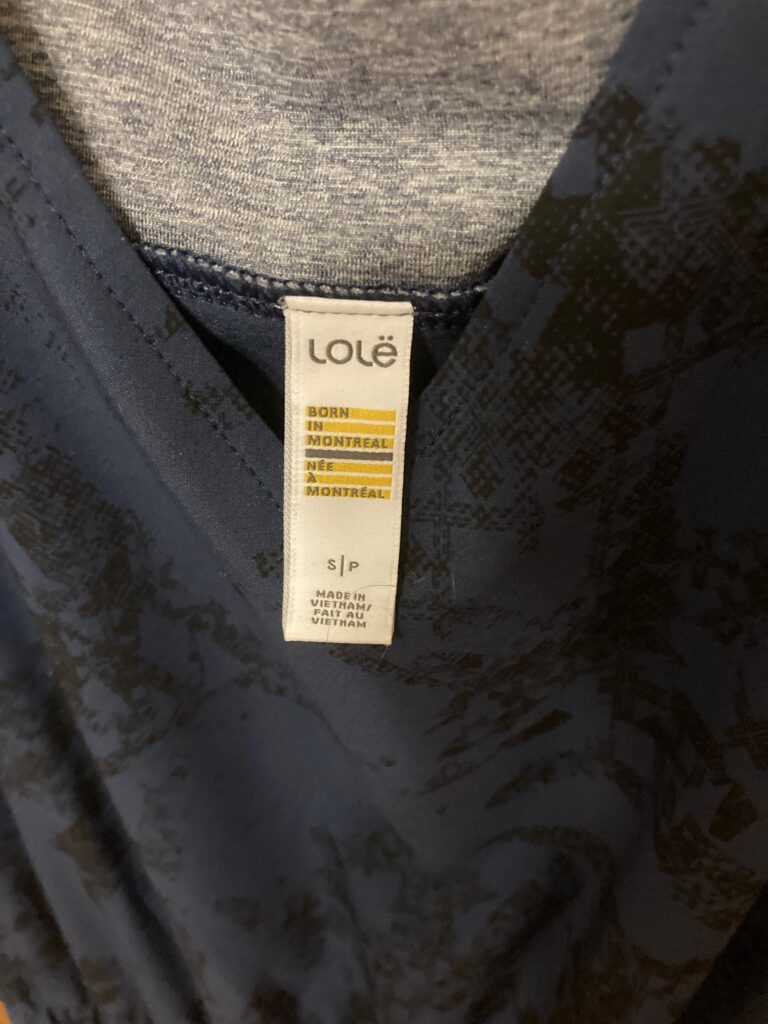 Lolë
BORN
IN
MONTREAL
NÉE
À
MONTRÉAL
S|P
MADE IN
VIETNAM/
FAIT AU
VIETNAM